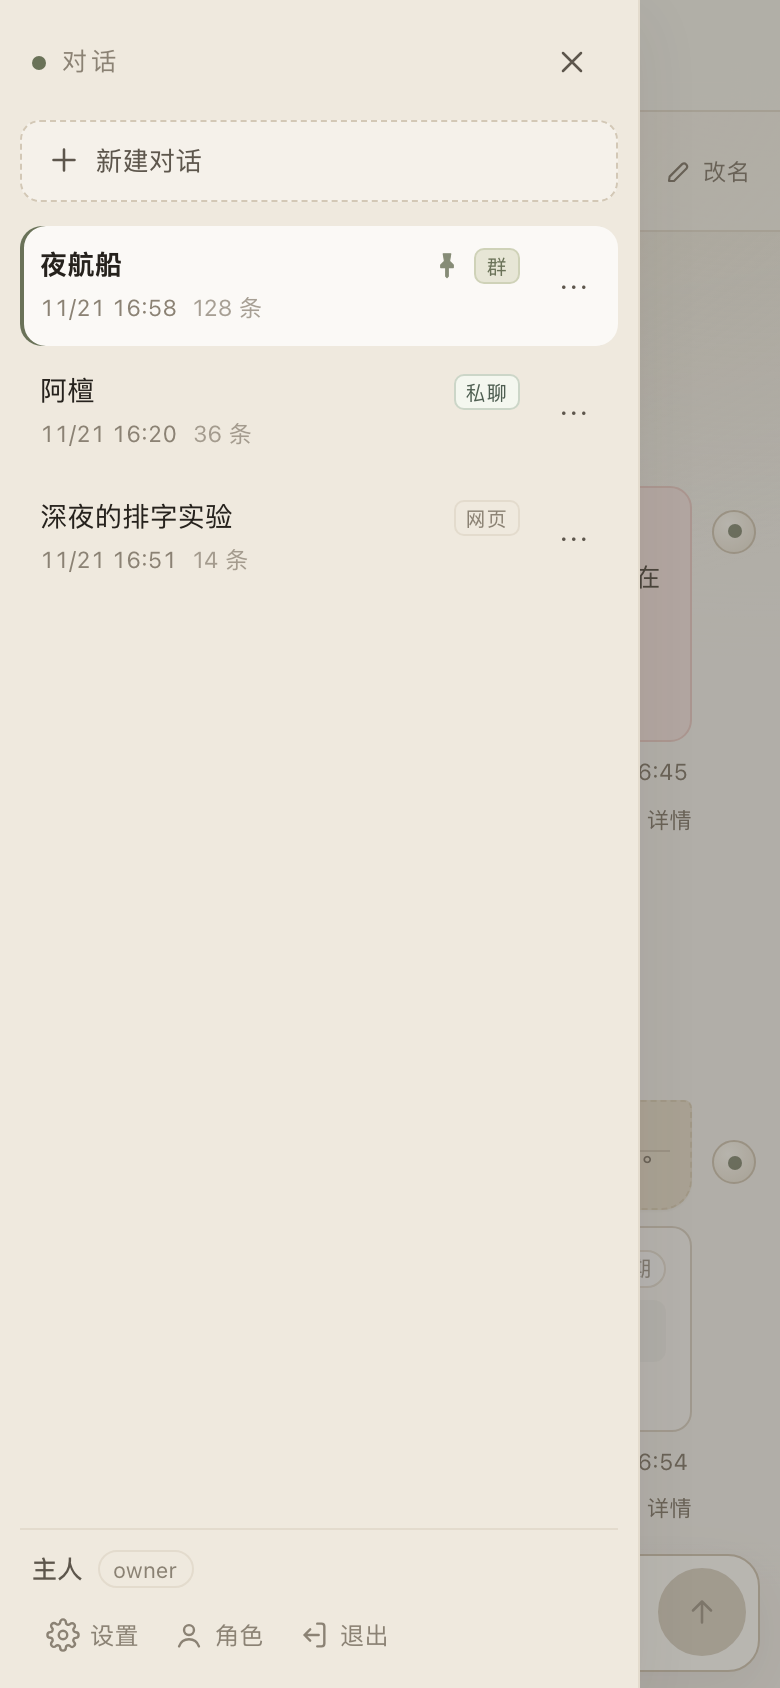 对话
新建对话
改名
夜航船
群
11/21 16:58 128 条
阿檀
私聊
11/21 16:20 36 条
深夜的排字实验
网页
11/21 16:51 14 条
在
6:45
详情
。
期
6:54
详情
主人 owner
设置 角色 退出